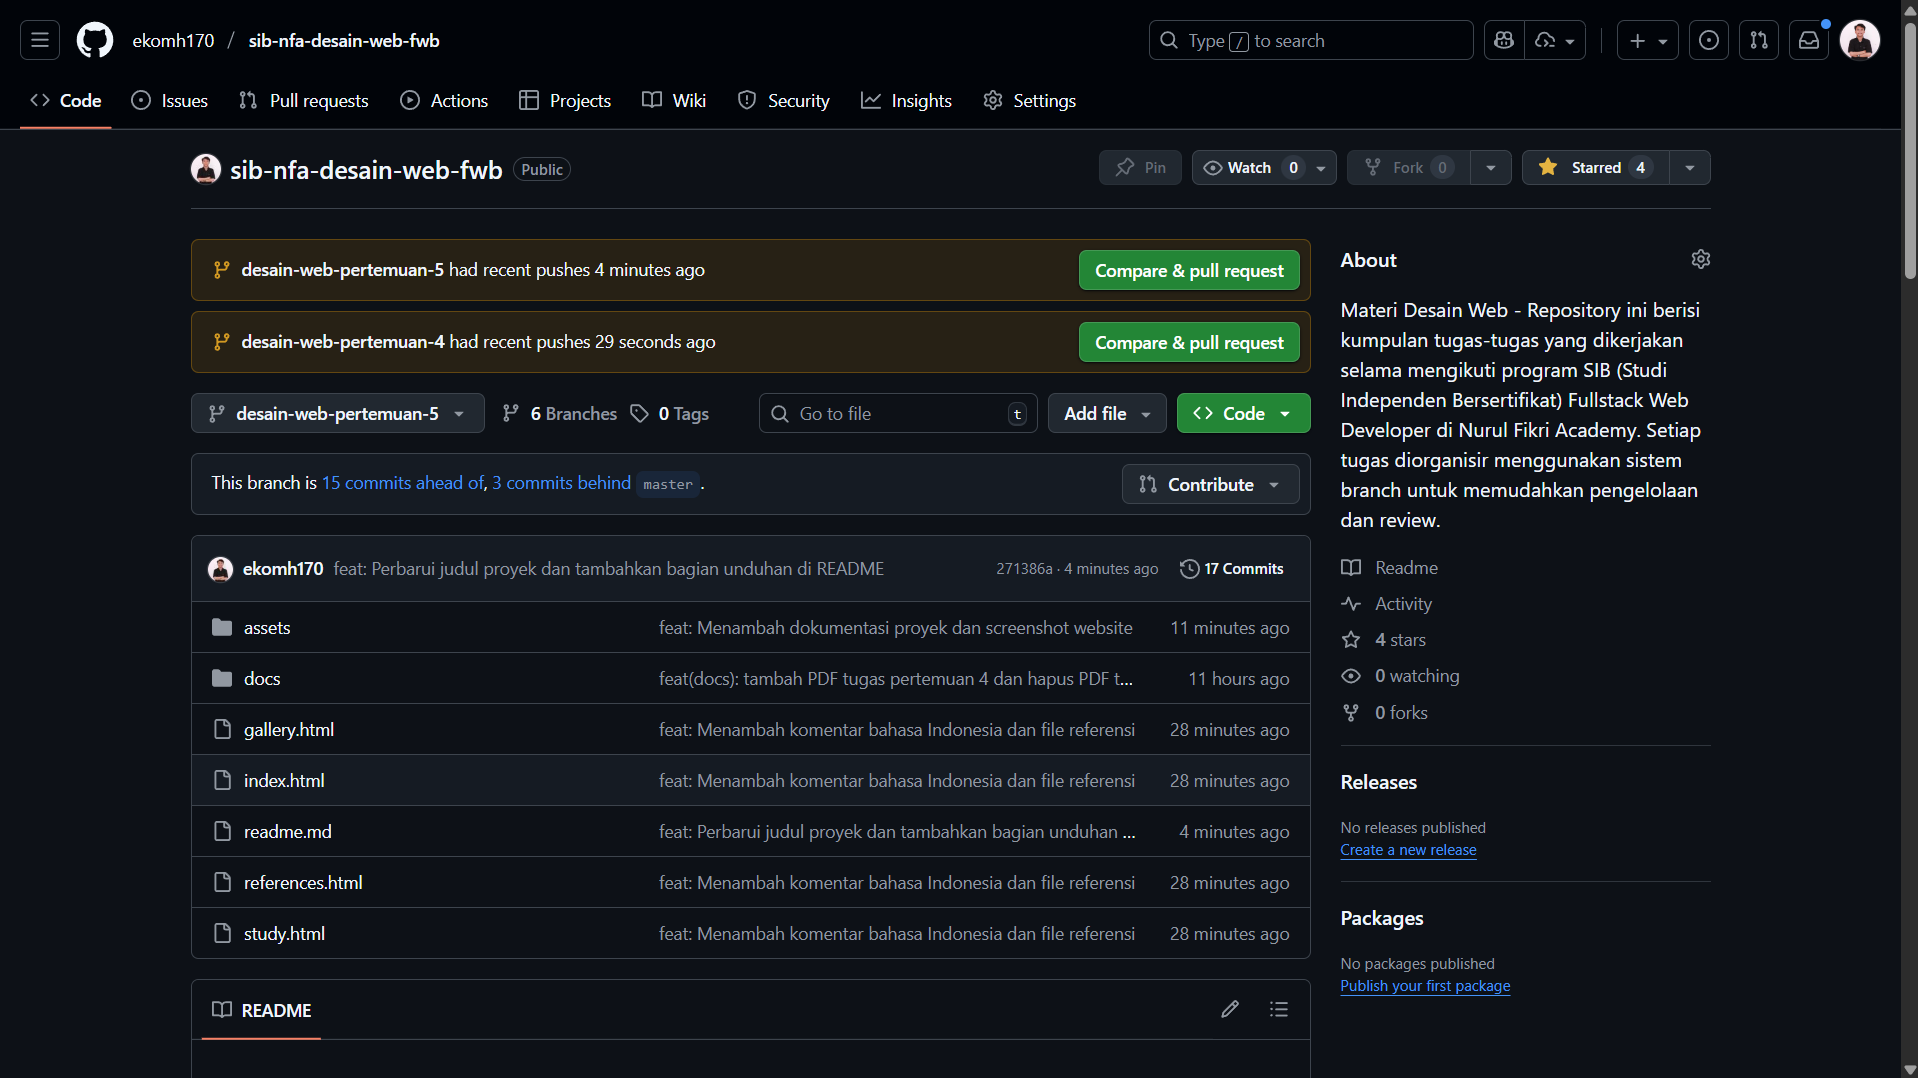 ekomh170 / sib-nfa-desain-web-fwb
Type / to search
Code Issues Pull requests Actions Projects Wiki Security Insights Settings
sib-nfa-desain-web-fwb Public
Pin Watch 0 Fork 0 Starred 4
desain-web-pertemuan-5 had recent pushes 4 minutes ago Compare & pull request
desain-web-pertemuan-4 had recent pushes 29 seconds ago Compare & pull request
desain-web-pertemuan-5 6 Branches 0 Tags Go to file t Add file Code
This branch is 15 commits ahead of, 3 commits behind master . Contribute
ekomh170 feat: Perbarui judul proyek dan tambahkan bagian unduhan di README 271386a · 4 minutes ago 17 Commits
assets feat: Menambah dokumentasi proyek dan screenshot website 11 minutes ago
docs feat(docs): tambah PDF tugas pertemuan 4 dan hapus PDF t... 11 hours ago
gallery.html feat: Menambah komentar bahasa Indonesia dan file referensi 28 minutes ago
index.html feat: Menambah komentar bahasa Indonesia dan file referensi 28 minutes ago
readme.md feat: Perbarui judul proyek dan tambahkan bagian unduhan ... 4 minutes ago
references.html feat: Menambah komentar bahasa Indonesia dan file referensi 28 minutes ago
study.html feat: Menambah komentar bahasa Indonesia dan file referensi 28 minutes ago
README
About
Materi Desain Web - Repository ini berisi
kumpulan tugas-tugas yang dikerjakan
selama mengikuti program SIB (Studi
Independen Bersertifikat) Fullstack Web
Developer di Nurul Fikri Academy. Setiap
tugas diorganisir menggunakan sistem
branch untuk memudahkan pengelolaan
dan review.
Readme
Activity
4 stars
0 watching
0 forks
Releases
No releases published
Create a new release
Packages
No packages published
Publish your first package